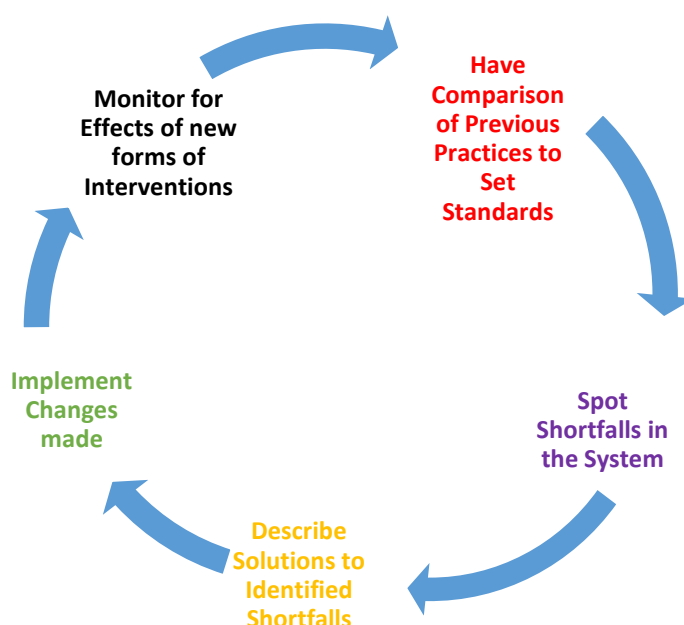 Have
Comparison
of Previous
Practices to
Set
Standards
Spot
Shortfalls in
the System
Describe
Solutions to
Identified
Shortfalls
Implement
Changes
made
Monitor for
Effects of new
forms of
Interventions